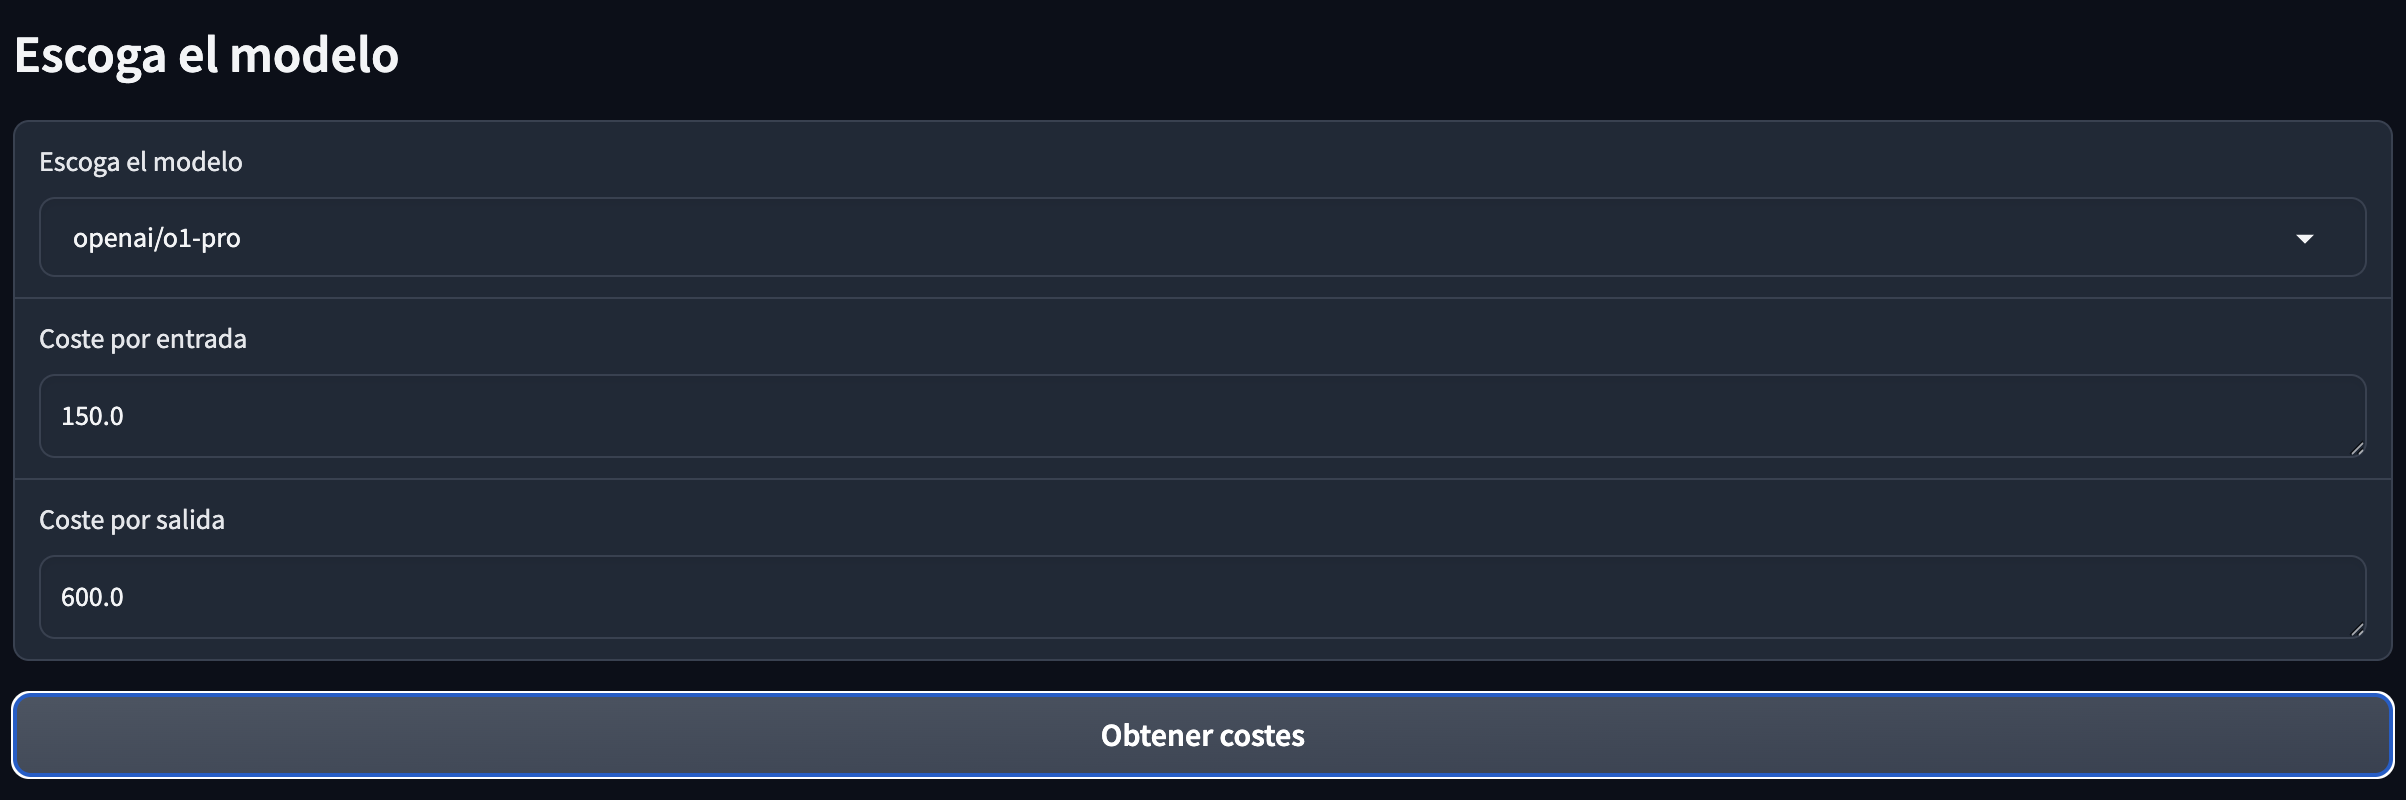 Escoga el modelo
Escoga el modelo
openai/o1-pro
Coste por entrada
150.0
Coste por salida
600.0
Obtener costes